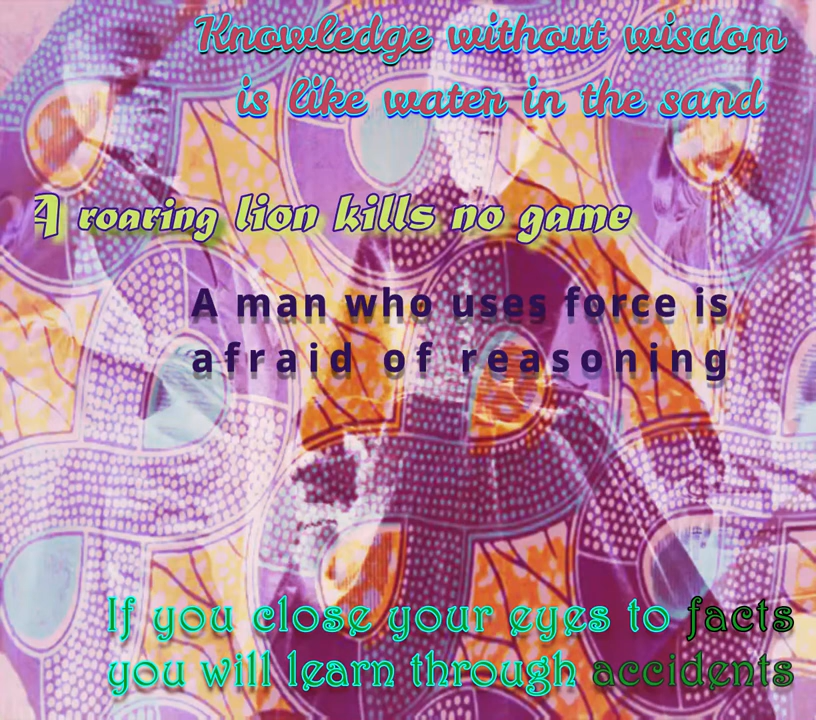 Knowledge without wisdom
is like water in the sand
A roaring lion kills no game
A man who uses force is
afraid of reasoning
If you close your eyes to facts
you will learn through accidents